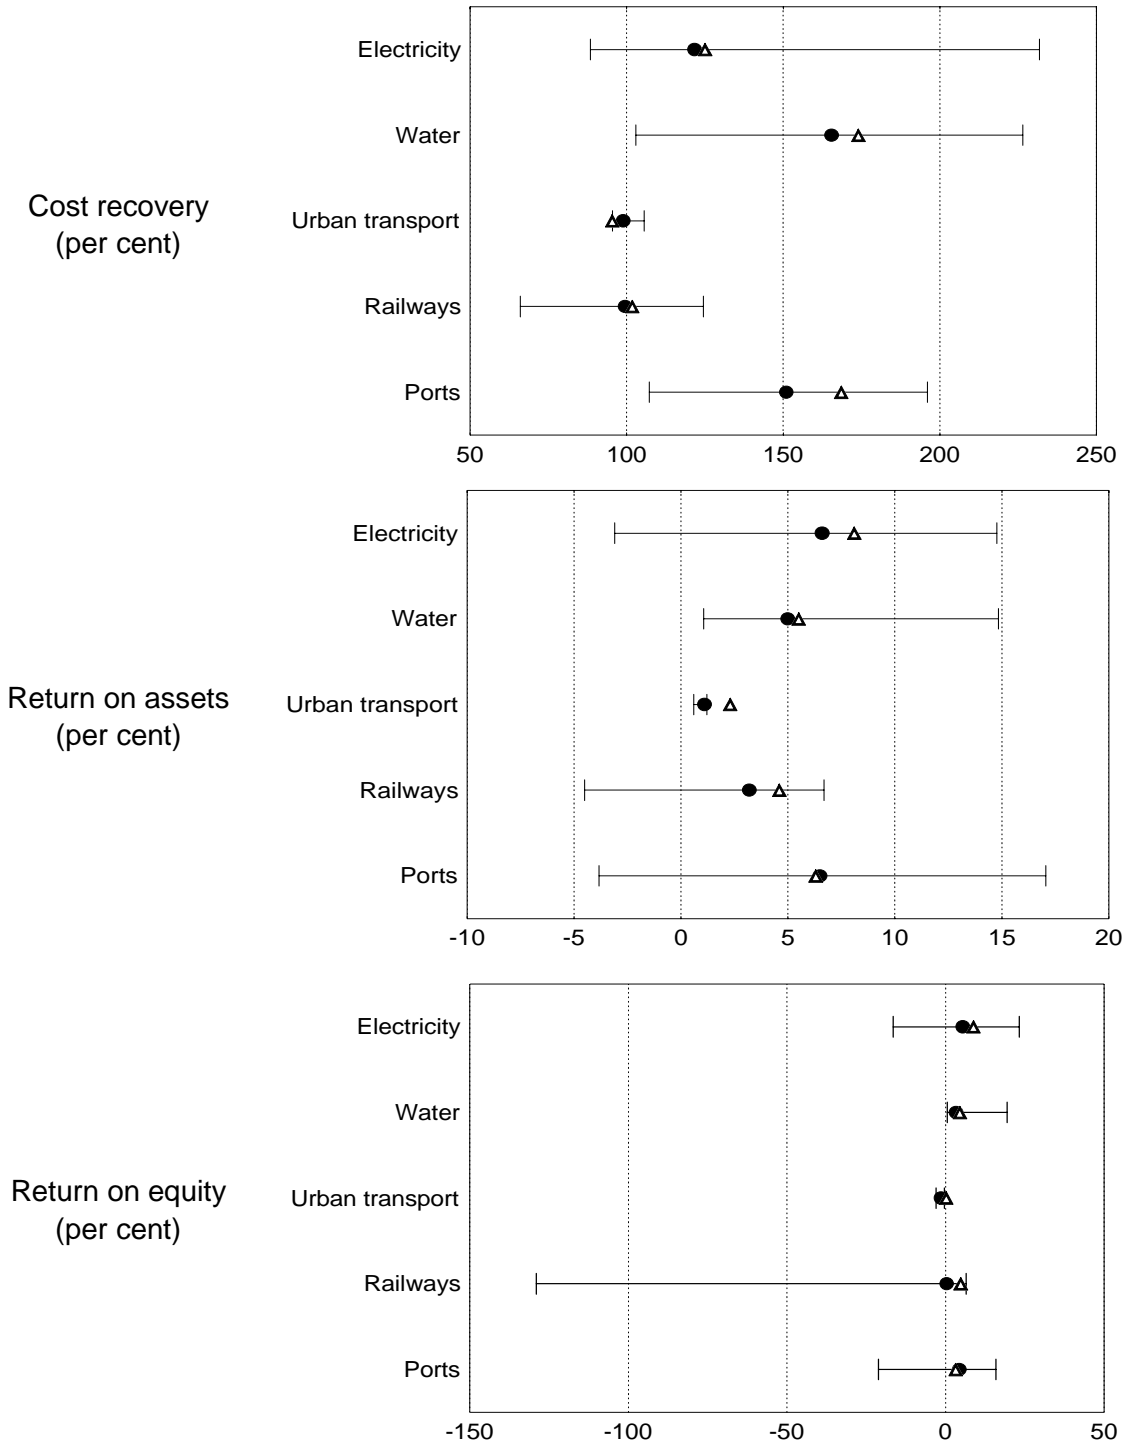 Electricity
Water
Cost recovery
(per cent)
Urban transport
Railways
Ports
50 100 150 200 250
Electricity
Water
Return on assets
(per cent)
Urban transport
Railways
Ports
-10 -5 0 5 10 15 20
Electricity
Water
Return on equity
(per cent)
Urban transport
Railways
Ports
-150 -100 -50 0 50